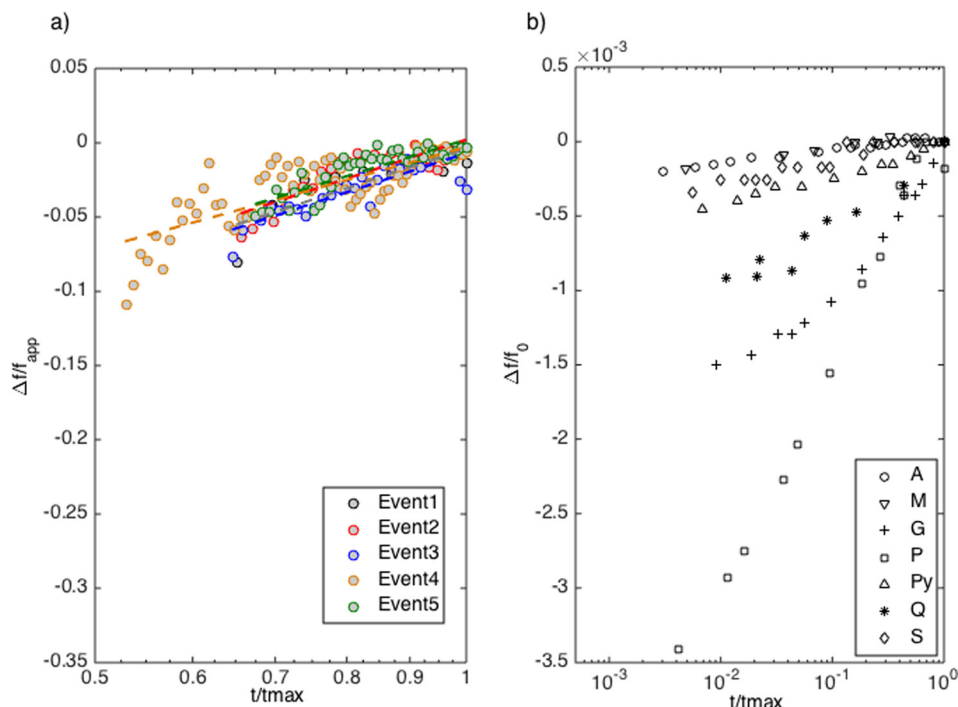 a)
0.05
0
-0.05
-0.1
-0.15
-0.2
-0.25
-0.3
-0.35
Δf/f_app
0.5
0.6
0.7
0.8
0.9
1
t/tmax
Event1
Event2
Event3
Event4
Event5
b)
×10^-3
0.5
0
-0.5
-1
-1.5
-2
-2.5
-3
-3.5
Δf/f_0
10^-3
10^-2
10^-1
10^0
t/tmax
A
M
G
P
Py
Q
S